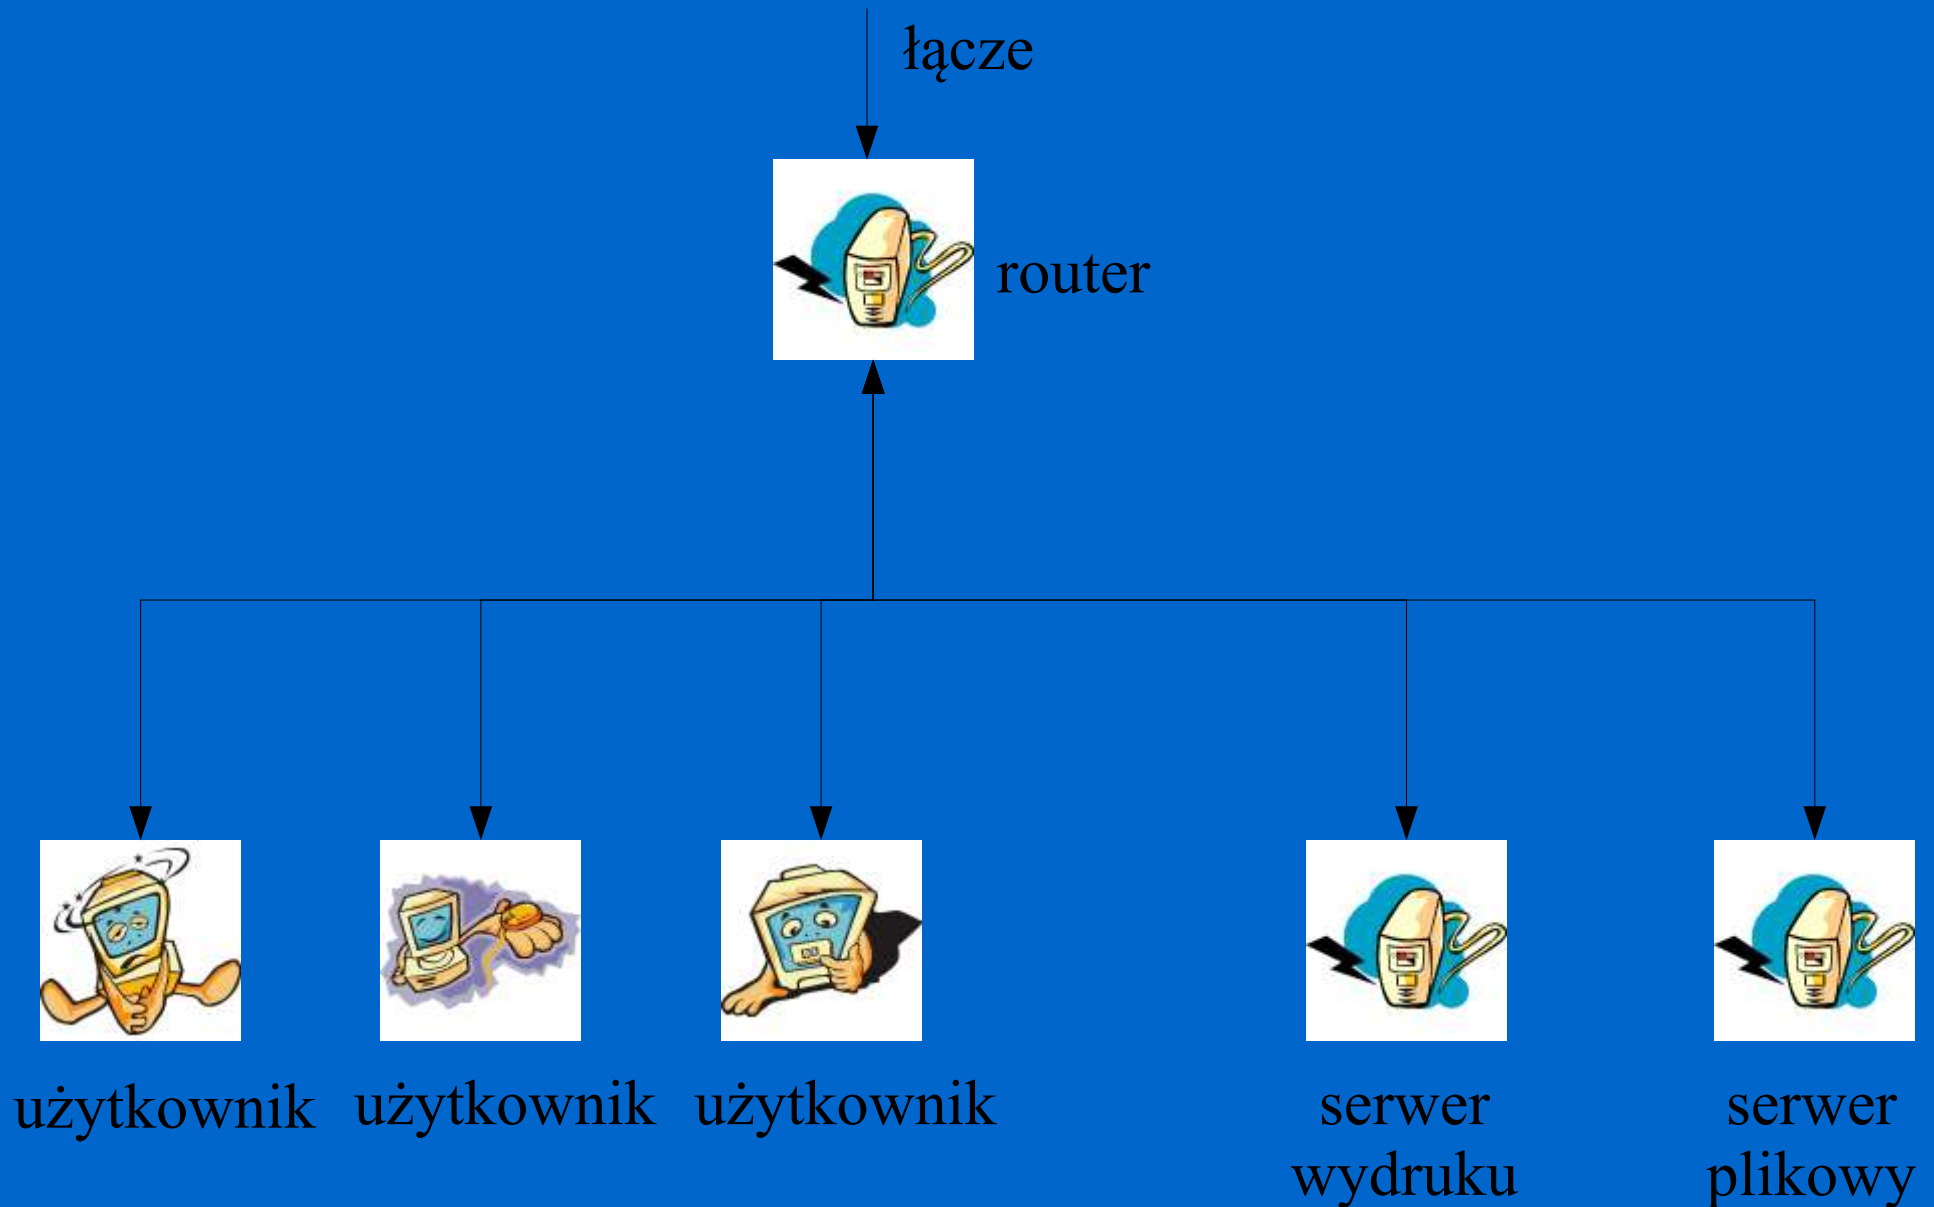 łącze
router
użytkownik
użytkownik
użytkownik
serwer
wydruku
serwer
plikowy